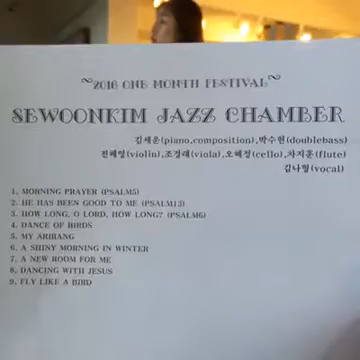 ~2016 ONE MONTH FESTIVAL~
SEWOONKIM JAZZ CHAMBER
김세운(piano,composition),박수현(doublebass)
전혜영(violin),조경래(viola),오혜정(cello),차지훈(flute)
김나형(vocal)
1. MORNING PRAYER (PSALM5)
2. HE HAS BEEN GOOD TO ME (PSALM13)
3. HOW LONG, O LORD, HOW LONG? (PSALM6)
4. DANCE OF BIRDS
5. MY ARIRANG
6. A SHINY MORNING IN WINTER
7. A NEW ROOM FOR ME
8. DANCING WITH JESUS
9. FLY LIKE A BIRD